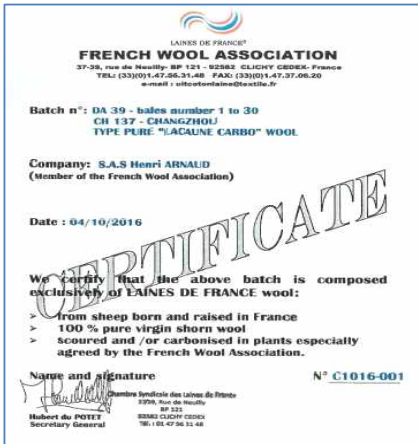 LAINES DE FRANCE®
FRENCH WOOL ASSOCIATION
37-39, rue de Neuilly- BP 121 - 92582 CLICHY CEDEX- France
TEL: (33)(0)1.47.56.31.48 FAX: (33)(0)1.47.37.06.20
e-mail : uitcotonlaine@textile.fr
Batch n°: DA 39 - bales number 1 to 30
CH 137 - CHANGZHOU
TYPE PURE "LACAUNE CARBO" WOOL
Company: S.A.S Henri ARNAUD
(Member of the French Wool Association)
Date : 04/10/2016
CERTIFICATE
We certify that the above batch is composed
exclusively of LAINES DE FRANCE wool:
> from sheep born and raised in France
> 100 % pure virgin shorn wool
> scoured and /or carbonised in plants especially
agreed by the French Wool Association.
Name and signature N° C1016-001
Chambre Syndicale des Laines de France
37/39, Rue de Neuilly
BP 121
92582 CLICHY CEDEX
Tél. : 01 47 56 31 48
Hubert du POTET
Secretary General